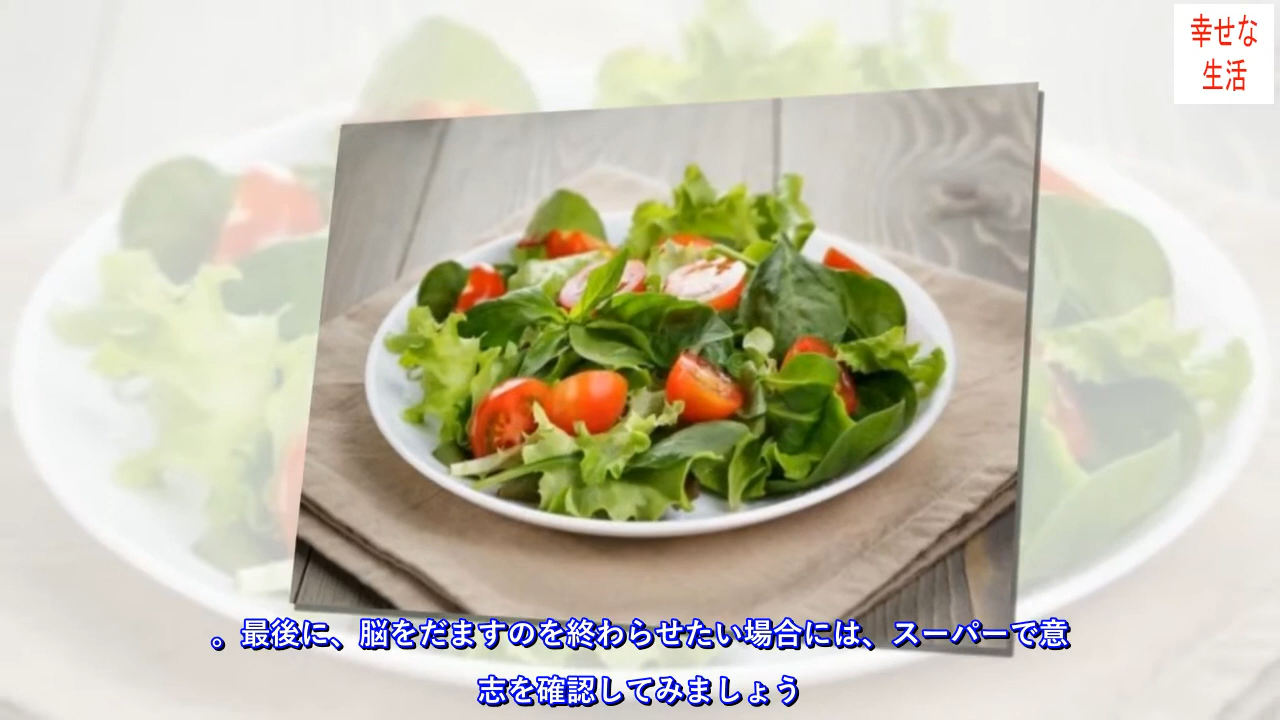 幸せな
生活
。最後に、脳をだますのを終わらせたい場合には、スーパーで意
志を確認してみましょう